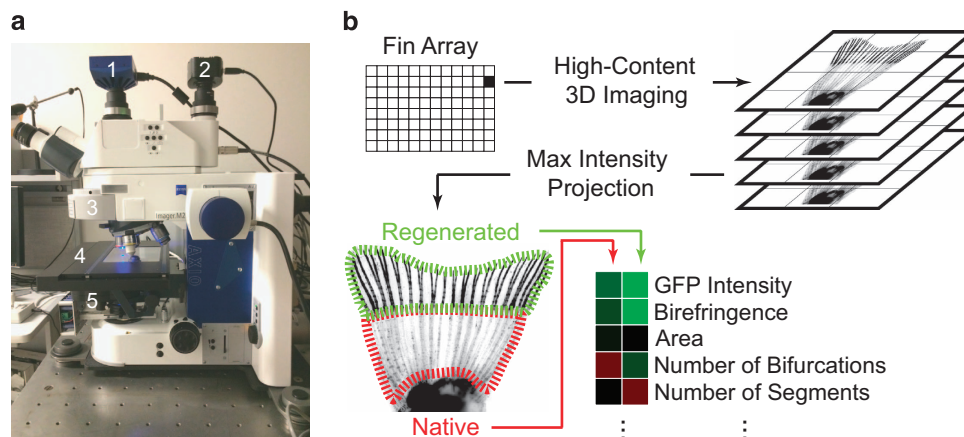 a
1
2
3
4
5
imager.M2
AXIO
b
Fin Array
High-Content
3D Imaging
Max Intensity
Projection
Regenerated
Native
GFP Intensity
Birefringence
Area
Number of Bifurcations
Number of Segments
⋮ ⋮